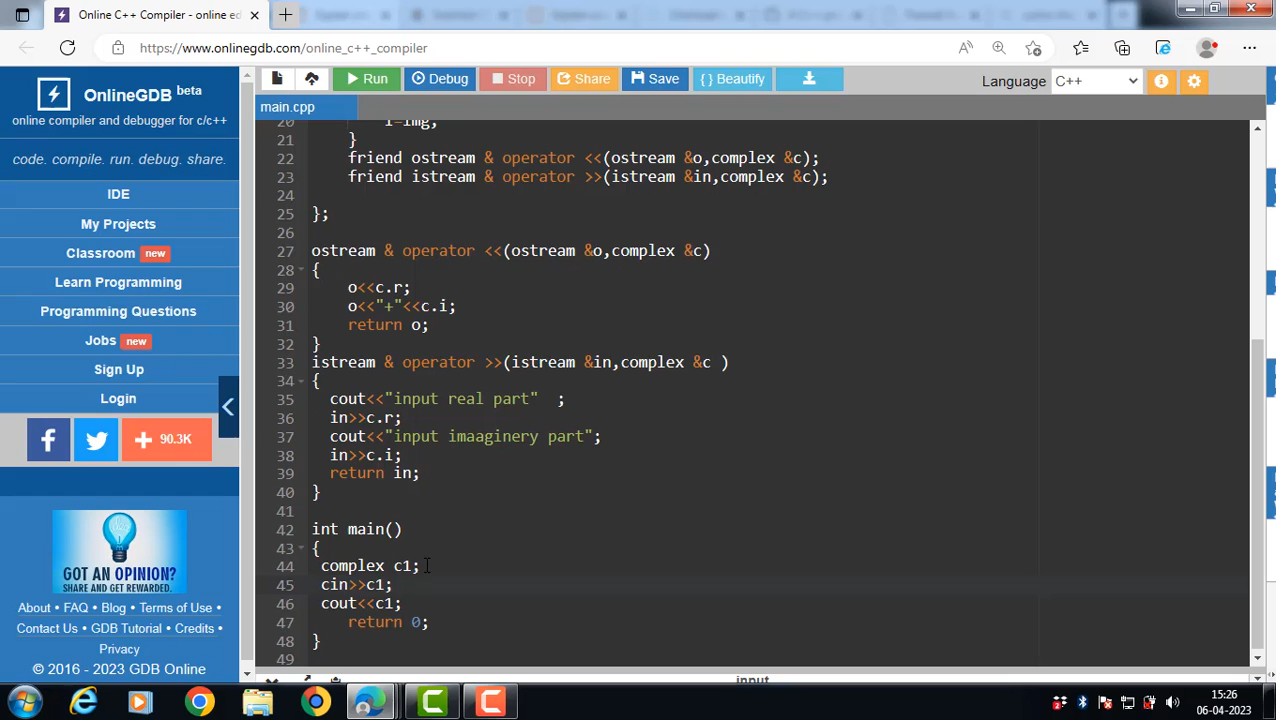 Online C++ Compiler - online ed
https://www.onlinegdb.com/online_c++_compiler
OnlineGDB beta
online compiler and debugger for c/c++
code. compile. run. debug. share.
IDE
My Projects
Classroom new
Learn Programming
Programming Questions
Jobs new
Sign Up
Login
90.3K
GOT AN OPINION?
About • FAQ • Blog • Terms of Use •
Contact Us • GDB Tutorial • Credits •
Privacy
© 2016 - 2023 GDB Online
Run Debug Stop Share Save { } Beautify
Language C++
main.cpp
20 i=img;
21 }
22 friend ostream & operator <<(ostream &o,complex &c);
23 friend istream & operator >>(istream &in,complex &c);
24
25 };
26
27 ostream & operator <<(ostream &o,complex &c)
28 {
29 o<<c.r;
30 o<<"+"<<c.i;
31 return o;
32 }
33 istream & operator >>(istream &in,complex &c )
34 {
35 cout<<"input real part" ;
36 in>>c.r;
37 cout<<"input imaaginery part";
38 in>>c.i;
39 return in;
40 }
41
42 int main()
43 {
44 complex c1;
45 cin>>c1;
46 cout<<c1;
47 return 0;
48 }
49
input
15:26
06-04-2023